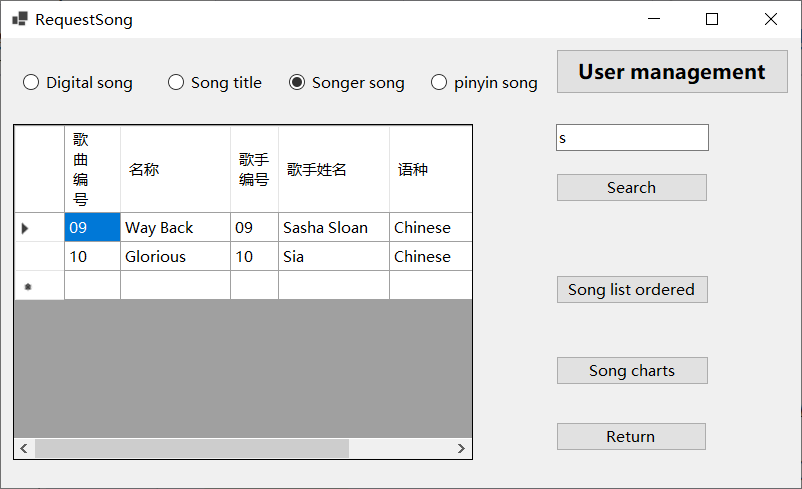 RequestSong
Digital song
Song title
Songer song
pinyin song
User management
s
Search
歌
曲
编
号
名称
歌手
编号
歌手姓名
语种
09 Way Back 09 Sasha Sloan Chinese
10 Glorious 10 Sia Chinese
Song list ordered
Song charts
Return